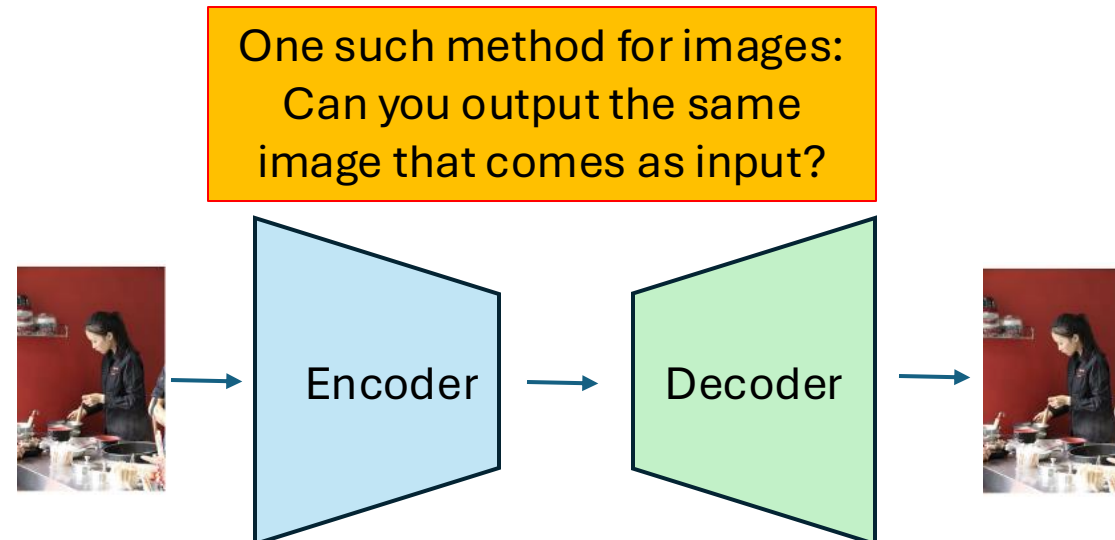 One such method for images:
Can you output the same
image that comes as input?
Encoder
Decoder